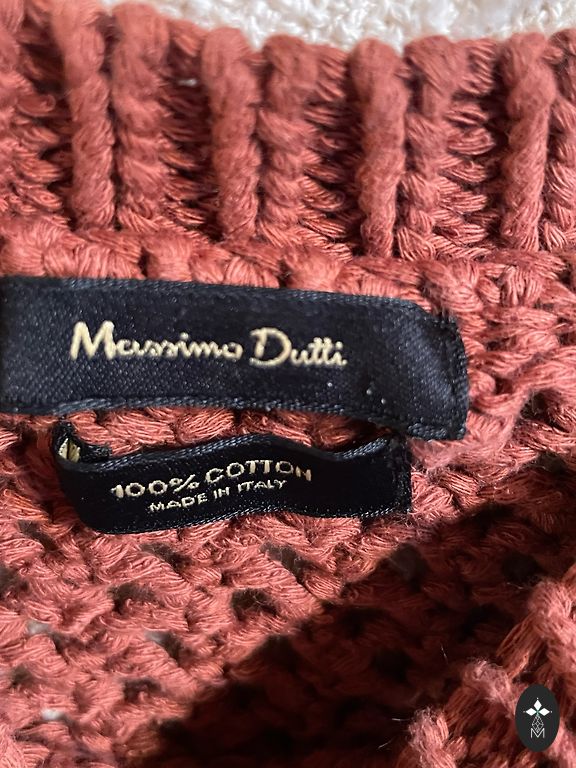 Massimo Dutti
100% COTTON
MADE IN ITALY
M